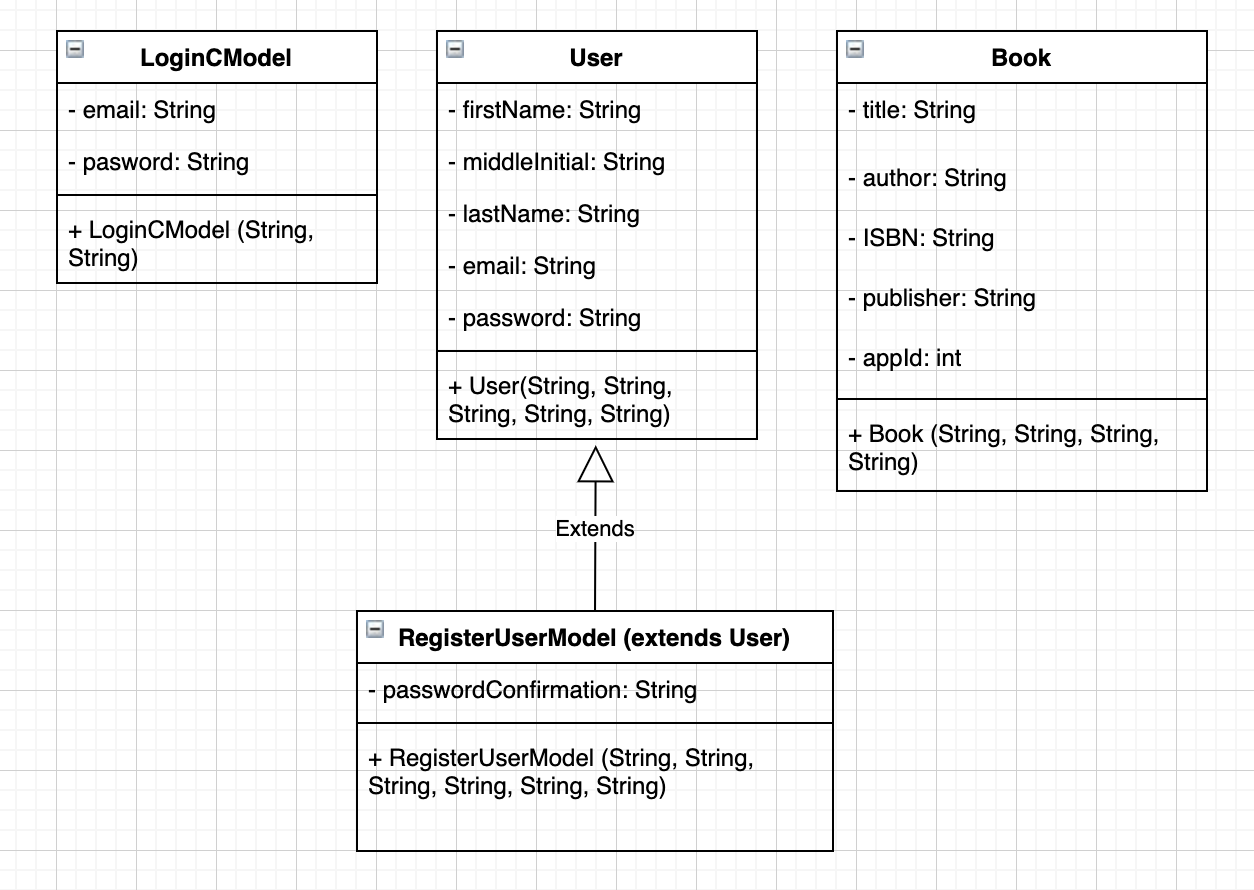 LoginCModel
- email: String
- pasword: String
+ LoginCModel (String,
String)
User
- firstName: String
- middleInitial: String
- lastName: String
- email: String
- password: String
+ User(String, String,
String, String, String)
Book
- title: String
- author: String
- ISBN: String
- publisher: String
- appId: int
+ Book (String, String, String,
String)
Extends
RegisterUserModel (extends User)
- passwordConfirmation: String
+ RegisterUserModel (String, String,
String, String, String, String)